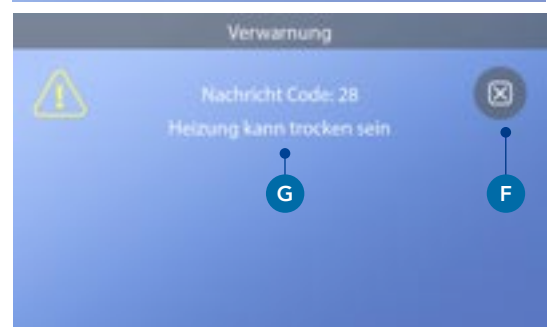 Verwarnung
Nachricht Code: 28
Heizung kann trocken sein
G
F